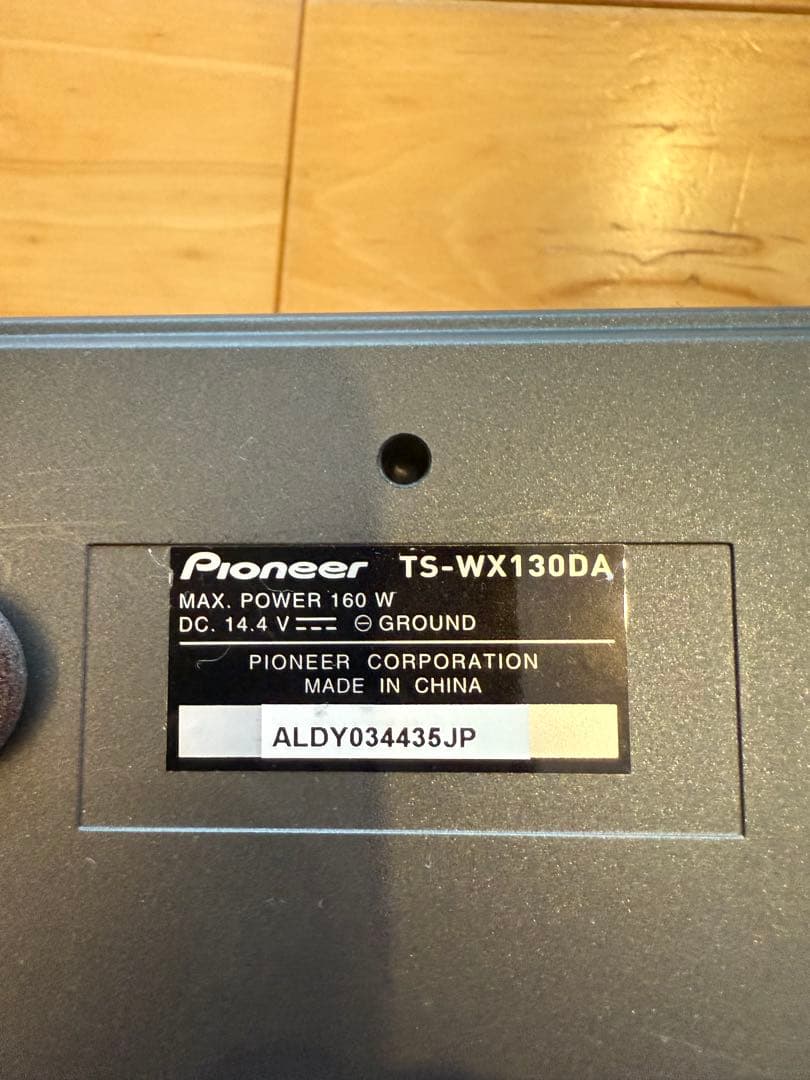 Pioneer TS-WX130DA
MAX. POWER 160 W
DC. 14.4 V ⎓ ⊖ GROUND
PIONEER CORPORATION
MADE IN CHINA
ALDY034435JP